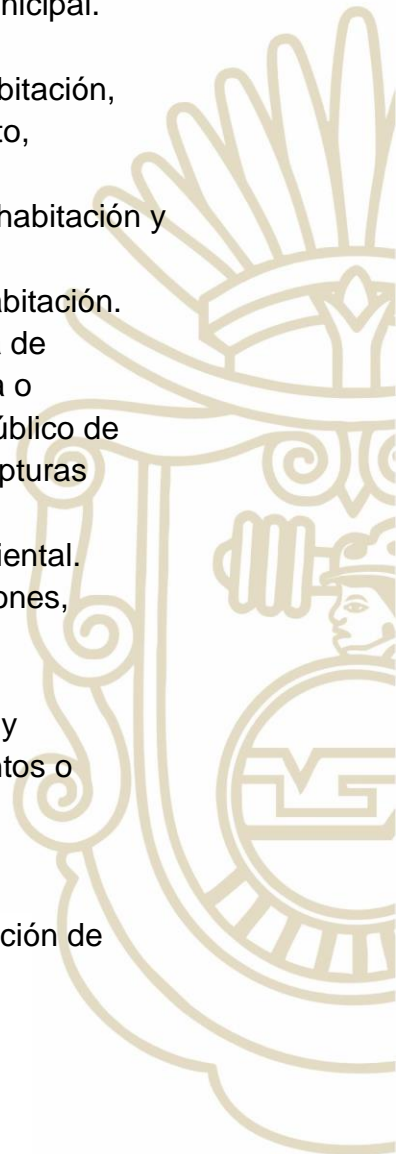 nicipal.
bitación,
to,
habitación y
abitación.
de
a o
úblico de
pturas
iental.
ones,
y
ntos o
ción de